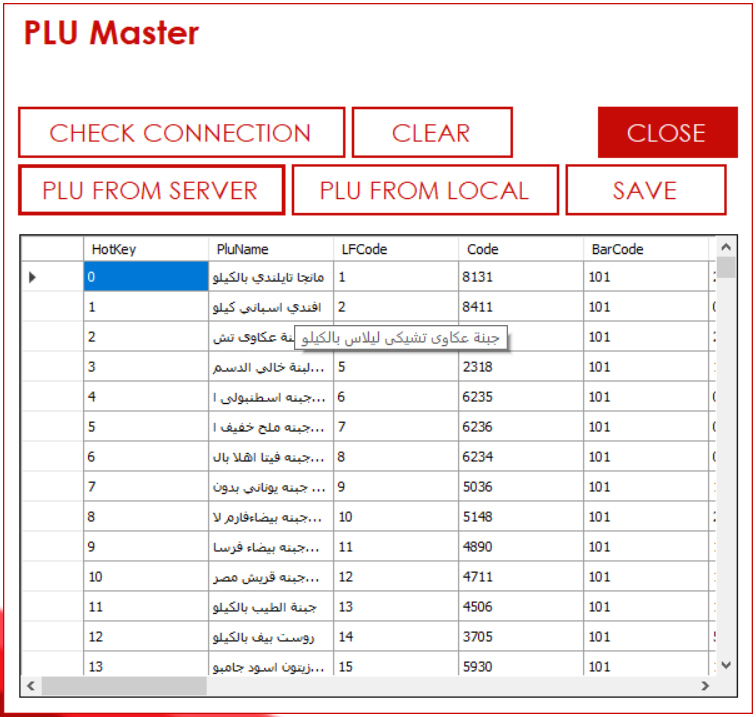 PLU Master
CHECK CONNECTION CLEAR CLOSE
PLU FROM SERVER PLU FROM LOCAL SAVE
HotKey PluName LFCode Code BarCode
0 مانجا تايلندي بالكيلو 1 8131 101
1 افندي اسباني كيلو 2 8411 101
2 جبنة عكاوى تشيكى ليلاس بالكيلو 101
3 لبنة خالي الدسم... 5 2318 101
4 جبنه اسطنبولى ا... 6 6235 101
5 جبنه ملح خفيف ا... 7 6236 101
6 جبنه فيتا اهلا بال... 8 6234 101
7 جبنه يوناني بدون ... 9 5036 101
8 جبنه بيضاءفارم لا... 10 5148 101
9 جبنه بيضاء فرسا... 11 4890 101
10 جبنه قريش مصر... 12 4711 101
11 جبنة الطيب بالكيلو 13 4506 101
12 روست بيف بالكيلو 14 3705 101
13 زيتون اسود جامبو... 15 5930 101